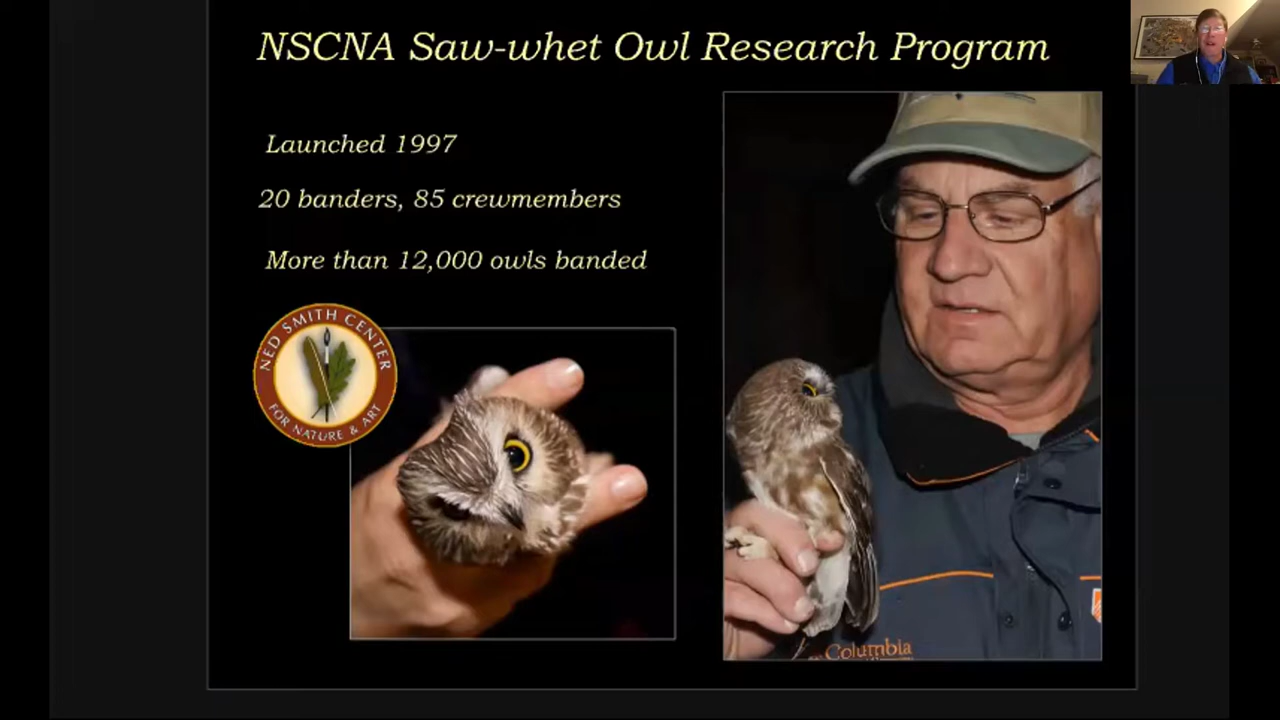 NSCNA Saw-whet Owl Research Program
Launched 1997
20 banders, 85 crewmembers
More than 12,000 owls banded
NED SMITH CENTER
FOR NATURE & ART
Columbia